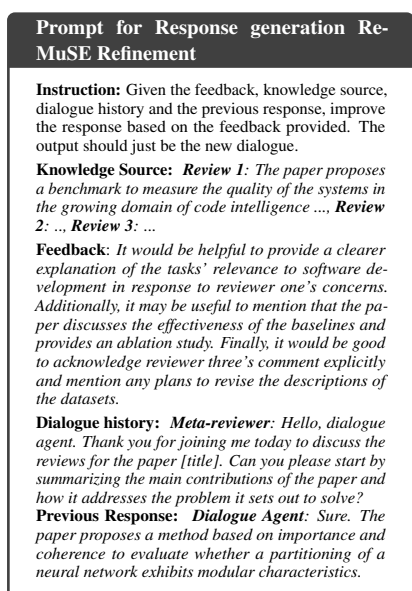 Prompt for Response generation Re-
MuSE Refinement
Instruction: Given the feedback, knowledge source,
dialogue history and the previous response, improve
the response based on the feedback provided. The
output should just be the new dialogue.
Knowledge Source: Review 1: The paper proposes
a benchmark to measure the quality of the systems in
the growing domain of code intelligence ..., Review
2: .., Review 3: ...
Feedback: It would be helpful to provide a clearer
explanation of the tasks' relevance to software de-
velopment in response to reviewer one's concerns.
Additionally, it may be useful to mention that the pa-
per discusses the effectiveness of the baselines and
provides an ablation study. Finally, it would be good
to acknowledge reviewer three's comment explicitly
and mention any plans to revise the descriptions of
the datasets.
Dialogue history: Meta-reviewer: Hello, dialogue
agent. Thank you for joining me today to discuss the
reviews for the paper [title]. Can you please start by
summarizing the main contributions of the paper and
how it addresses the problem it sets out to solve?
Previous Response: Dialogue Agent: Sure. The
paper proposes a method based on importance and
coherence to evaluate whether a partitioning of a
neural network exhibits modular characteristics.